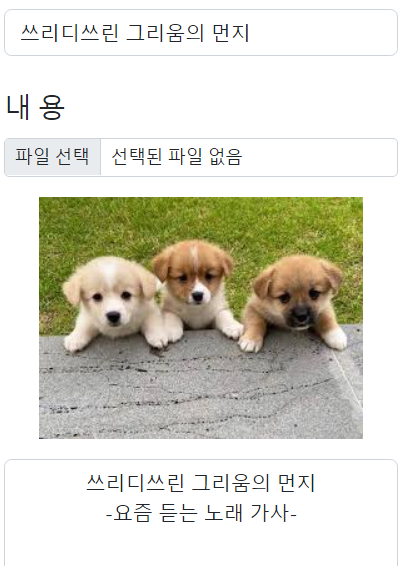 쓰리디쓰린 그리움의 먼지
내 용
파일 선택 선택된 파일 없음
쓰리디쓰린 그리움의 먼지
-요즘 듣는 노래 가사-